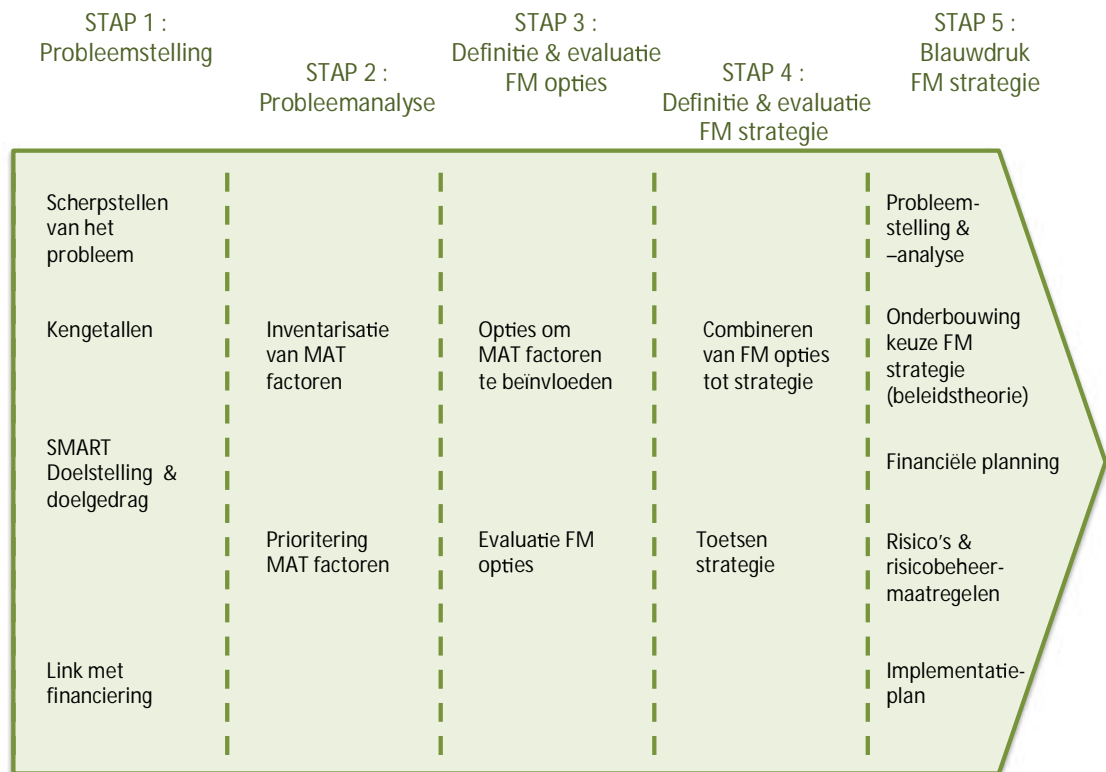 STAP 1 :
Probleemstelling
STAP 2 :
Probleemanalyse
STAP 3 :
Definitie & evaluatie
FM opties
STAP 4 :
Definitie & evaluatie
FM strategie
STAP 5 :
Blauwdruk
FM strategie
Scherpstellen
van het
probleem
Kengetallen
SMART
Doelstelling &
doelgedrag
Link met
financiering
Inventarisatie
van MAT
factoren
Prioritering
MAT factoren
Opties om
MAT factoren
te beïnvloeden
Evaluatie FM
opties
Combineren
van FM opties
tot strategie
Toetsen
strategie
Probleem-
stelling &
–analyse
Onderbouwing
keuze FM
strategie
(beleidstheorie)
Financiële planning
Risico's &
risicobeheer-
maatregelen
Implementatie-
plan